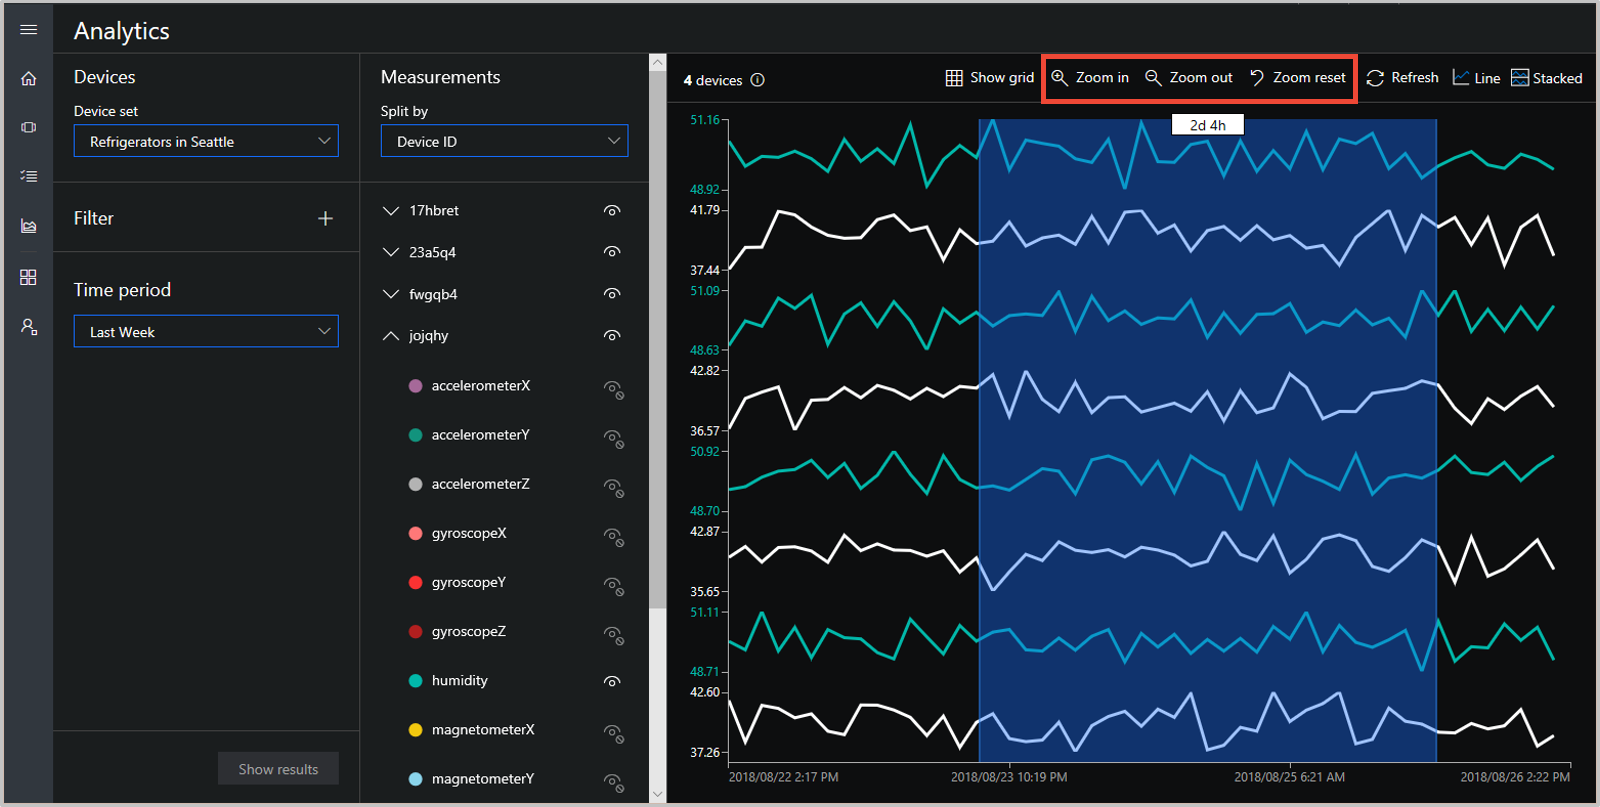 Analytics
Devices
Device set
Refrigerators in Seattle
Filter
Time period
Last Week
Show results
Measurements
Split by
Device ID
17hbret
23a5q4
fwgqb4
jojqhy
accelerometerX
accelerometerY
accelerometerZ
gyroscopeX
gyroscopeY
gyroscopeZ
humidity
magnetometerX
magnetometerY
4 devices
Show grid
Zoom in
Zoom out
Zoom reset
Refresh
Line
Stacked
2d 4h
51.16
48.92
41.79
37.44
51.09
48.63
42.82
36.57
50.92
48.70
42.87
35.65
51.11
48.71
42.60
37.26
2018/08/22 2:17 PM
2018/08/23 10:19 PM
2018/08/25 6:21 AM
2018/08/26 2:22 PM